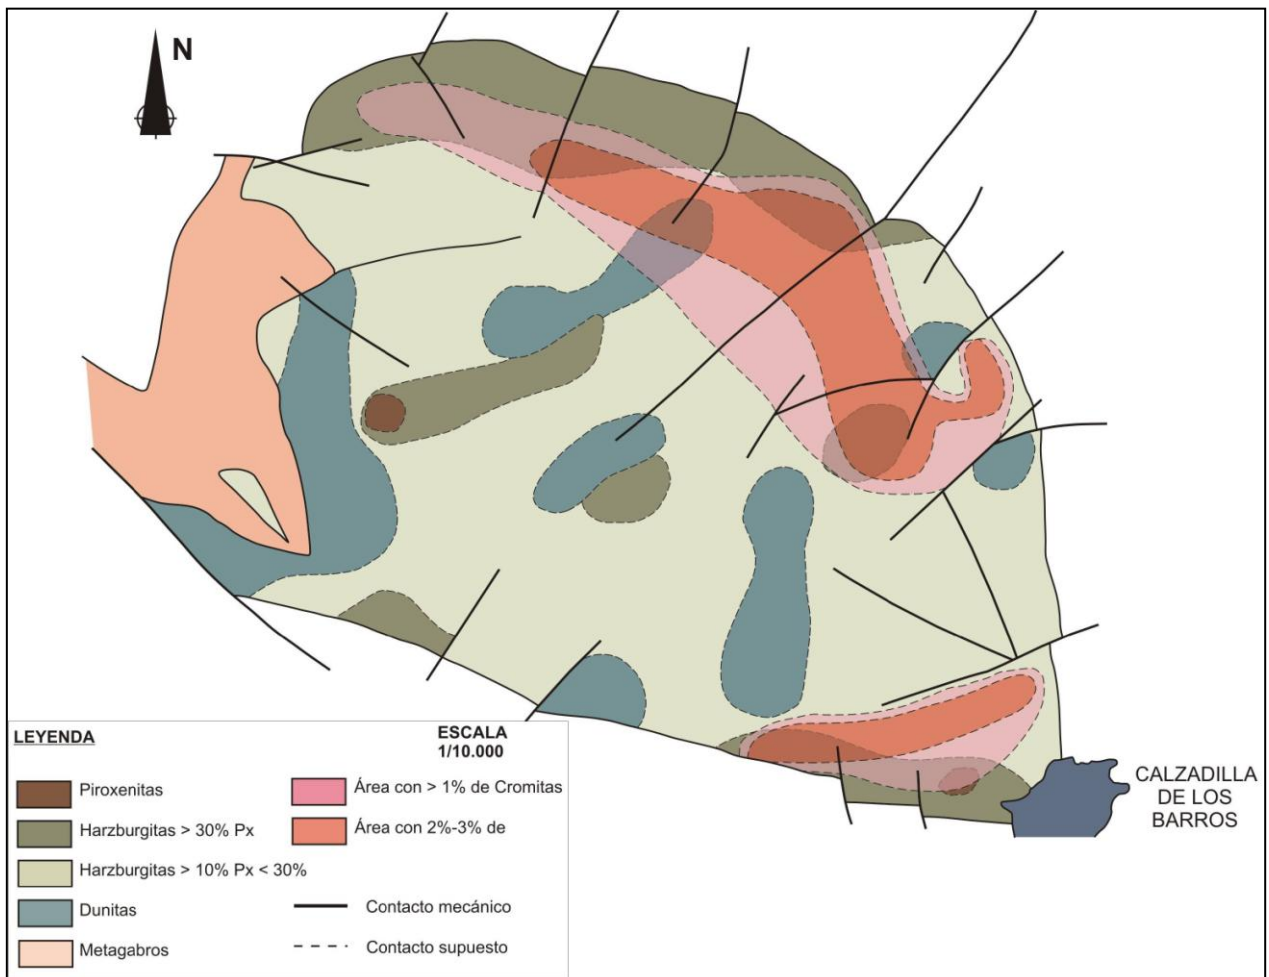 N
LEYENDA
ESCALA
1/10.000
Piroxenitas
Harzburgitas > 30% Px
Harzburgitas > 10% Px < 30%
Dunitas
Metagabros
Área con > 1% de Cromitas
Área con 2%-3% de
Contacto mecánico
Contacto supuesto
CALZADILLA
DE LOS
BARROS